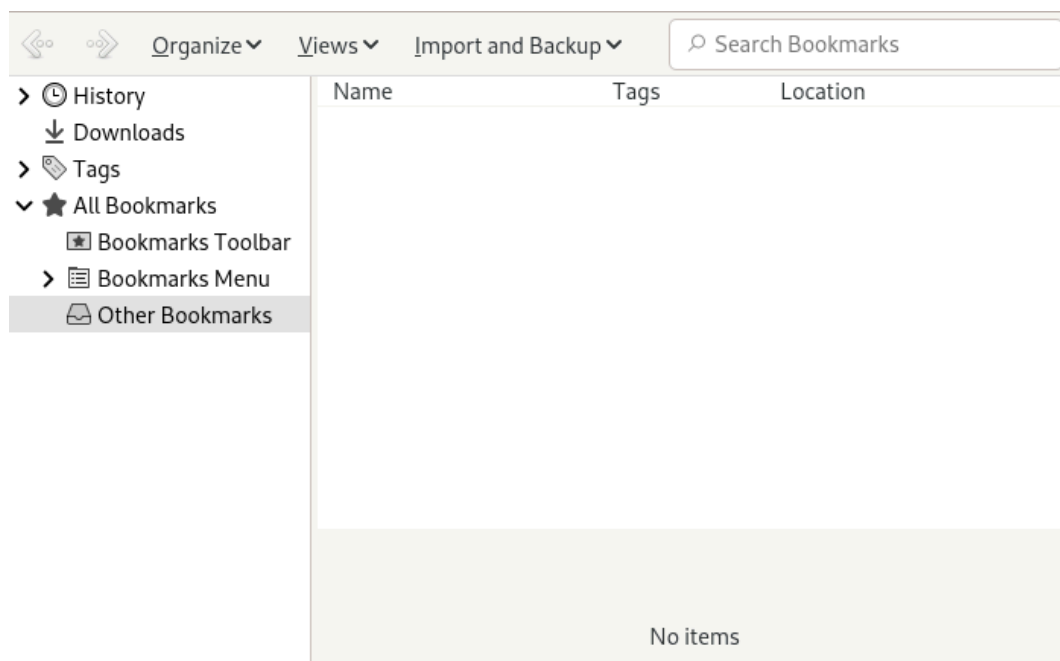 Organize Views Import and Backup Search Bookmarks
History
Downloads
Tags
All Bookmarks
Bookmarks Toolbar
Bookmarks Menu
Other Bookmarks
Name Tags Location
No items